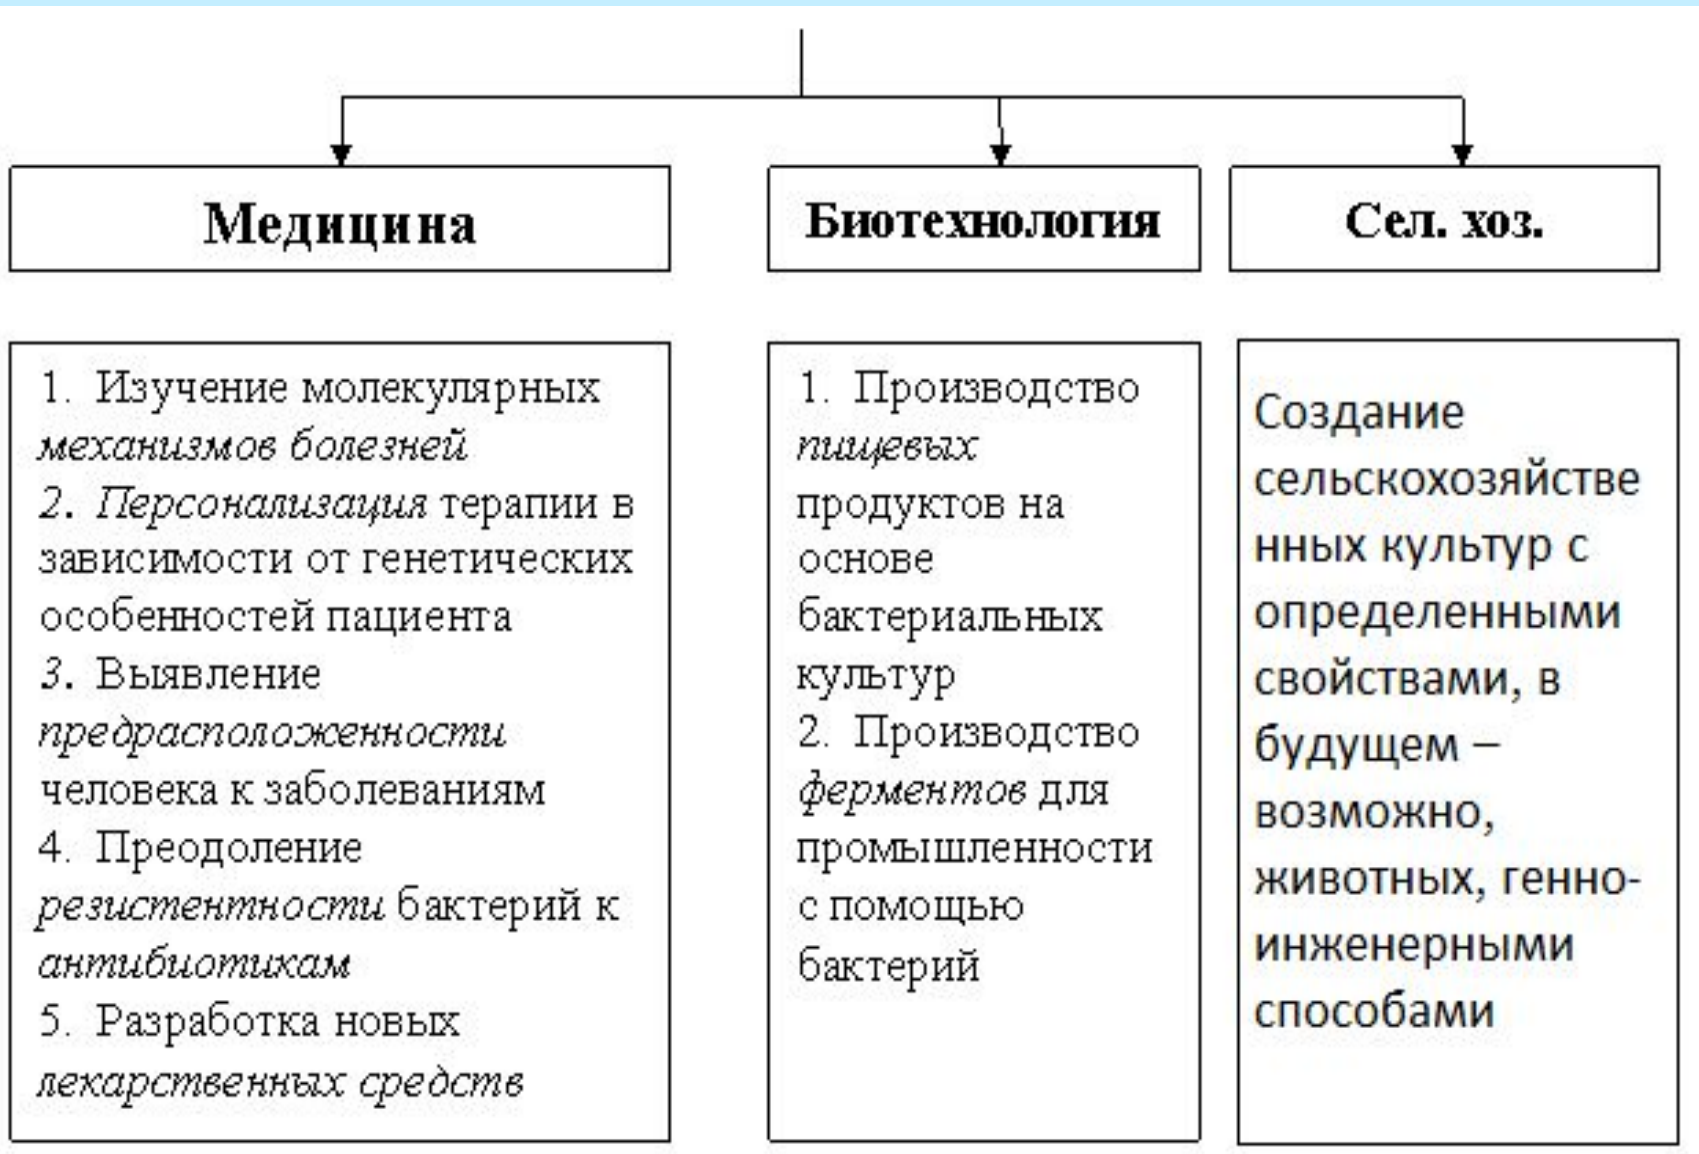 Медицина
Биотехнология
Сел. хоз.
1. Изучение молекулярных
механизмов болезней
2. Персонализация терапии в
зависимости от генетических
особенностей пациента
3. Выявление
предрасположенности
человека к заболеваниям
4. Преодоление
резистентности бактерий к
антибиотикам
5. Разработка новых
лекарственных средств
1. Производство
пищевых
продуктов на
основе
бактериальных
культур
2. Производство
ферментов для
промышленности
с помощью
бактерий
Создание
сельскохозяйстве
нных культур с
определенными
свойствами, в
будущем –
возможно,
животных, генно-
инженерными
способами